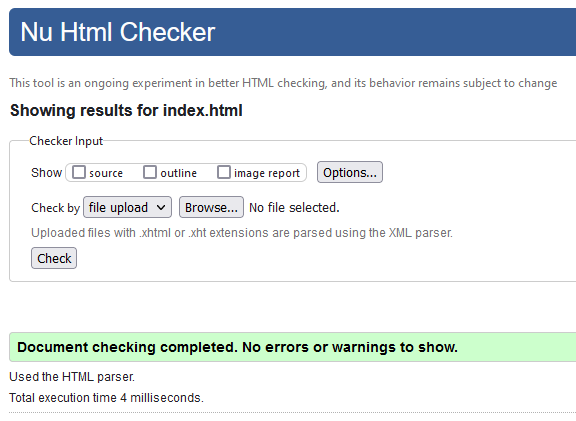 Nu Html Checker
This tool is an ongoing experiment in better HTML checking, and its behavior remains subject to change
Showing results for index.html
Checker Input
Show source outline image report Options...
Check by file upload Browse... No file selected.
Uploaded files with .xhtml or .xht extensions are parsed using the XML parser.
Check
Document checking completed. No errors or warnings to show.
Used the HTML parser.
Total execution time 4 milliseconds.